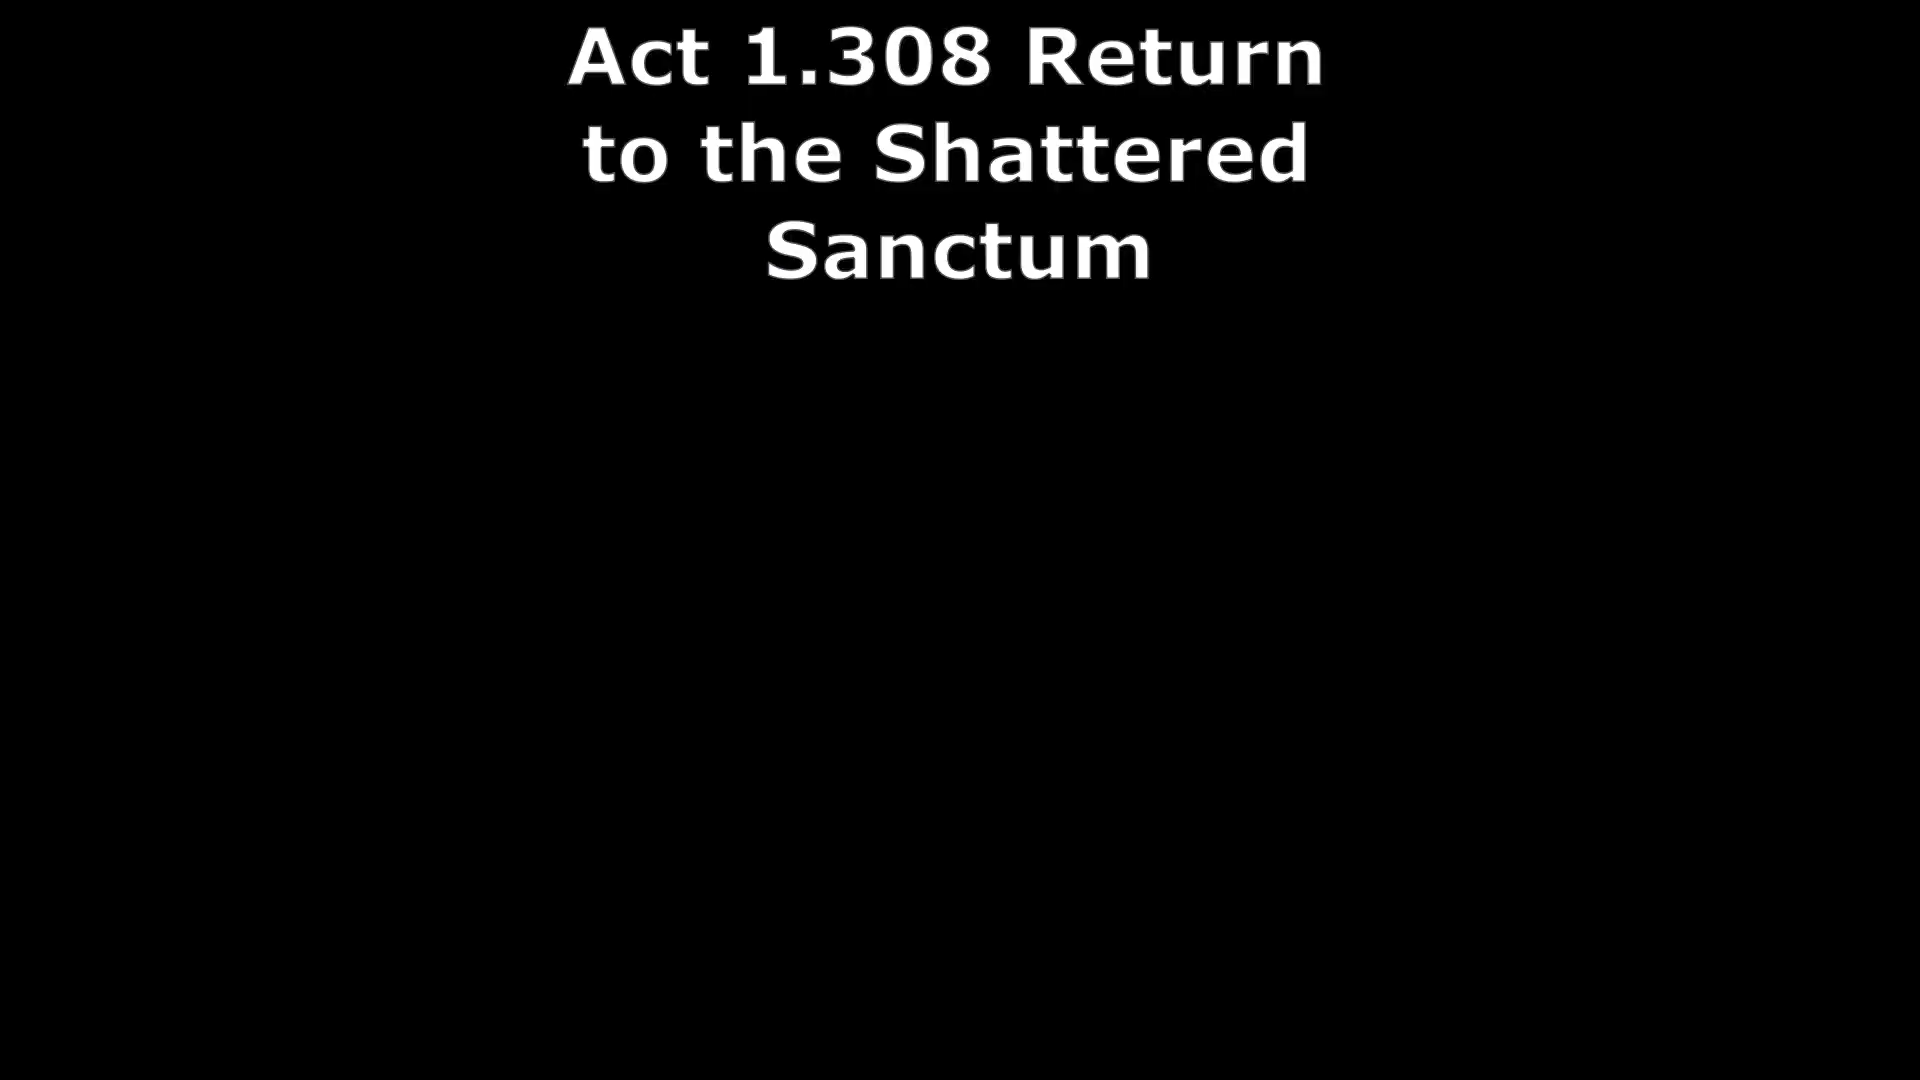 Act 1.308 Return
to the Shattered
Sanctum